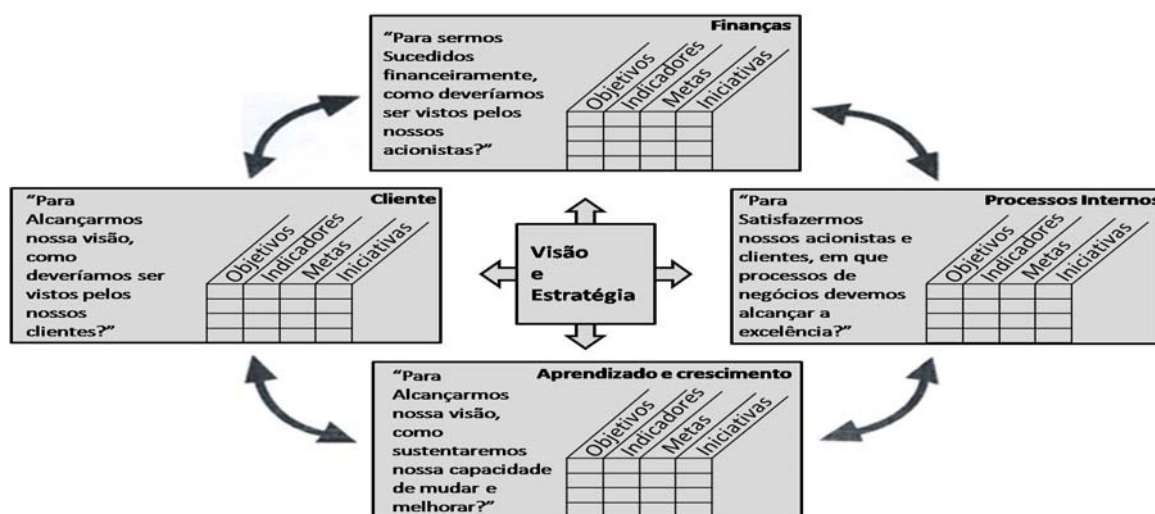 Finanças
“Para sermos
Sucedidos
financeiramente,
como deveríamos
ser vistos pelos
nossos
acionistas?”
Objetivos
Indicadores
Metas
Iniciativas
Cliente
“Para
Alcançarmos
nossa visão,
como
deveríamos ser
vistos pelos
nossos
clientes?”
Objetivos
Indicadores
Metas
Iniciativas
Visão
e
Estratégia
Processos Internos
“Para
Satisfazermos
nossos acionistas e
clientes, em que
processos de
negócios devemos
alcançar a
excelência?”
Objetivos
Indicadores
Metas
Iniciativas
Aprendizado e crescimento
“Para
Alcançarmos
nossa visão,
como
sustentaremos
nossa capacidade
de mudar e
melhorar?”
Objetivos
Indicadores
Metas
Iniciativas